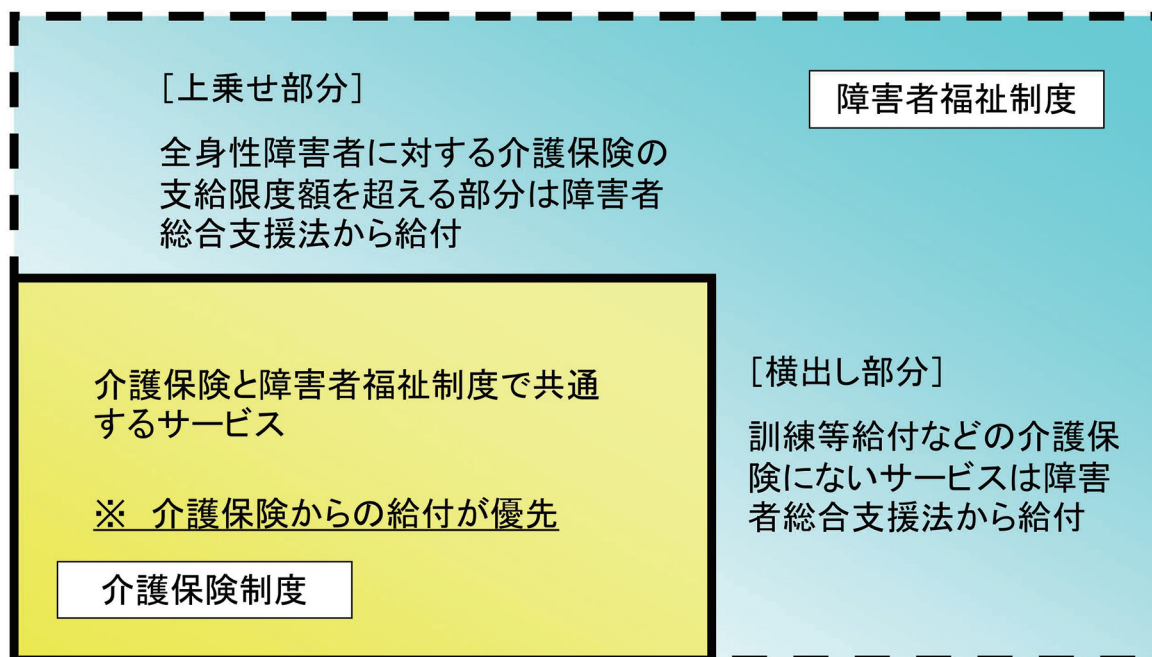 [上乗せ部分]
障害者福祉制度
全身性障害者に対する介護保険の
支給限度額を超える部分は障害者
総合支援法から給付
介護保険と障害者福祉制度で共通
するサービス
※　介護保険からの給付が優先
介護保険制度
[横出し部分]
訓練等給付などの介護保
険にないサービスは障害
者総合支援法から給付